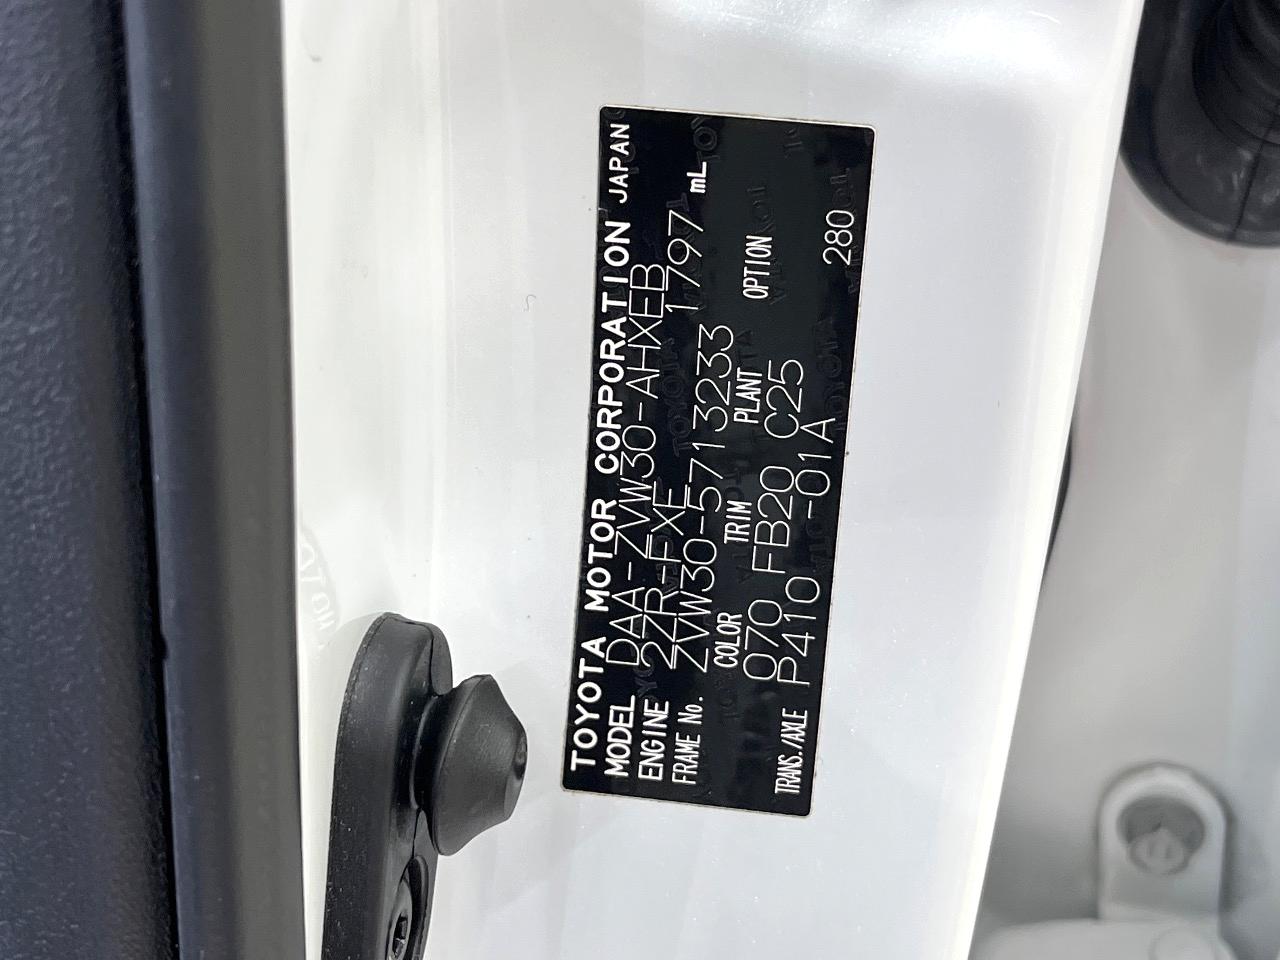 TOYOTA MOTOR CORPORATION JAPAN
MODEL DAA-ZVW30-AHXEB
ENGINE 2ZR-FXE 1797 mL
FRAME No. ZVW30-5713233
COLOR TRIM PLANT OPTION
070 FB20 C25
TRANS./AXLE P410 -01A 280